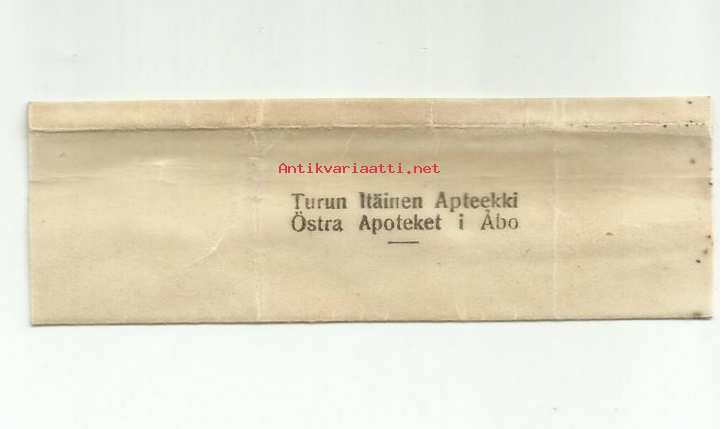 Antikvariaatti.net
Turun Itäinen Apteekki
Östra Apoteket i Åbo